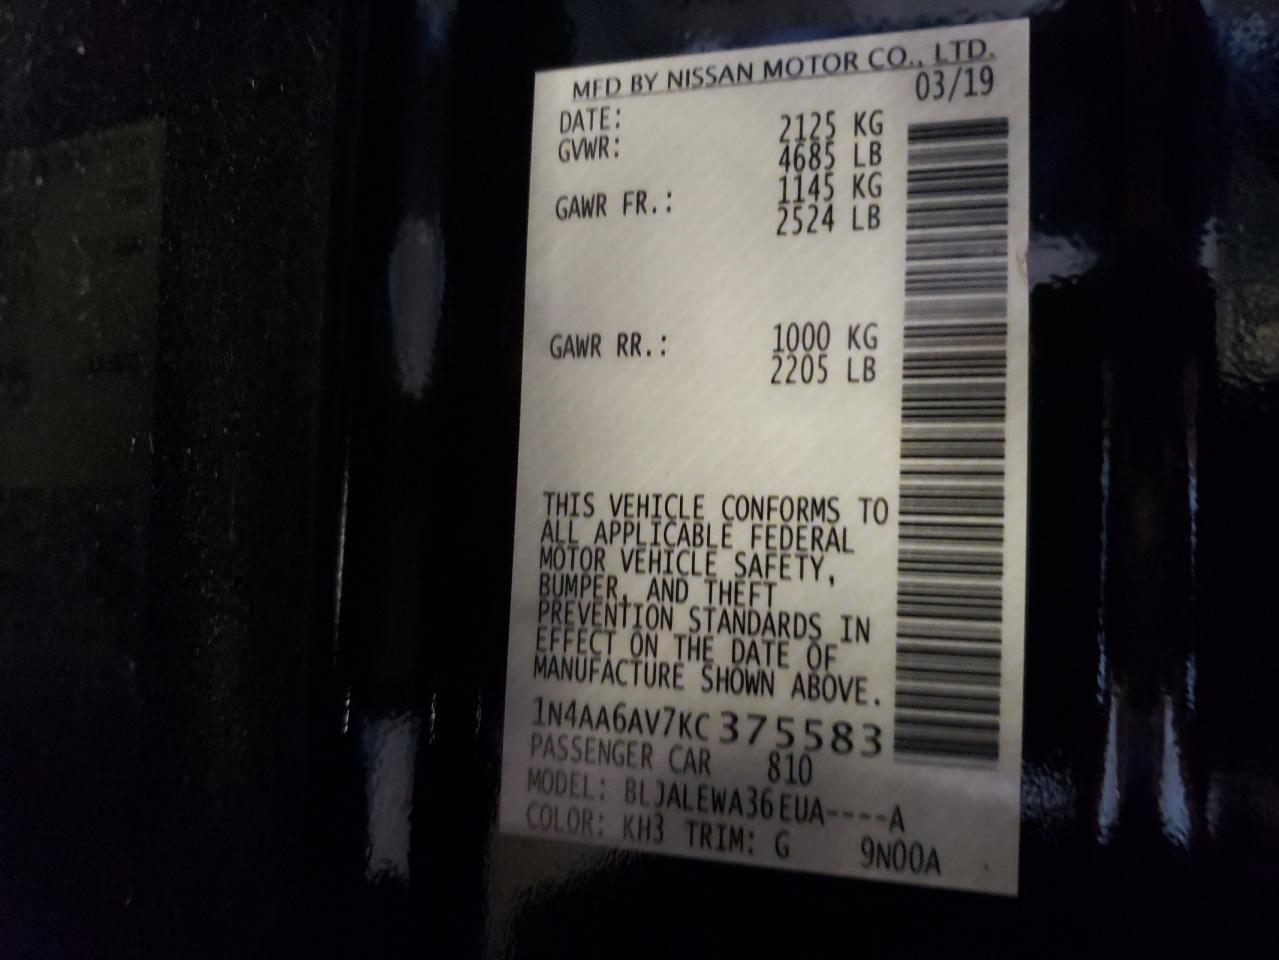 MFD BY NISSAN MOTOR CO., LTD.
DATE: 03/19
GVWR: 2125 KG
4685 LB
GAWR FR.: 1145 KG
2524 LB
GAWR RR.: 1000 KG
2205 LB
THIS VEHICLE CONFORMS TO
ALL APPLICABLE FEDERAL
MOTOR VEHICLE SAFETY,
BUMPER, AND THEFT
PREVENTION STANDARDS IN
EFFECT ON THE DATE OF
MANUFACTURE SHOWN ABOVE.
1N4AA6AV7KC375583
PASSENGER CAR 810
MODEL: BLJALEWA36EUA----A
COLOR: KH3 TRIM: G 9N00A